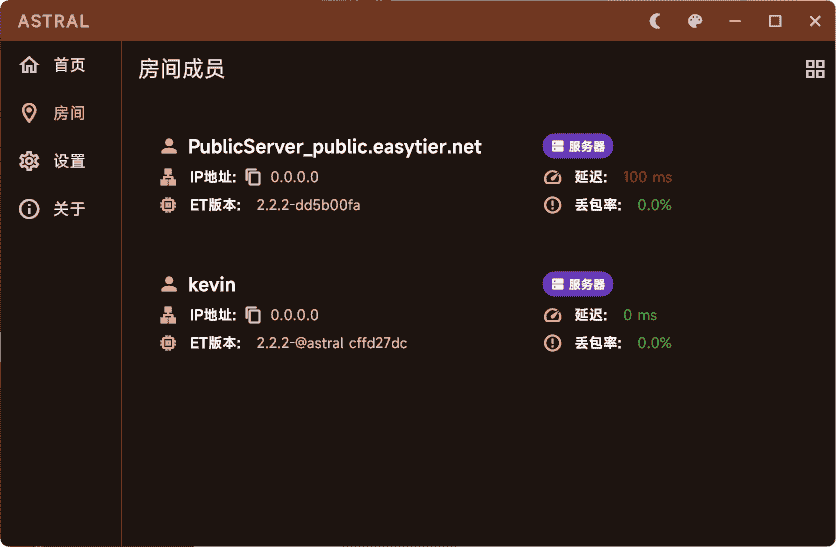 ASTRAL
首页
房间
设置
关于
房间成员
PublicServer_public.easytier.net
服务器
IP地址: 0.0.0.0
延迟: 100 ms
ET版本: 2.2.2-dd5b00fa
丢包率: 0.0%
kevin
服务器
IP地址: 0.0.0.0
延迟: 0 ms
ET版本: 2.2.2-@astral cffd27dc
丢包率: 0.0%